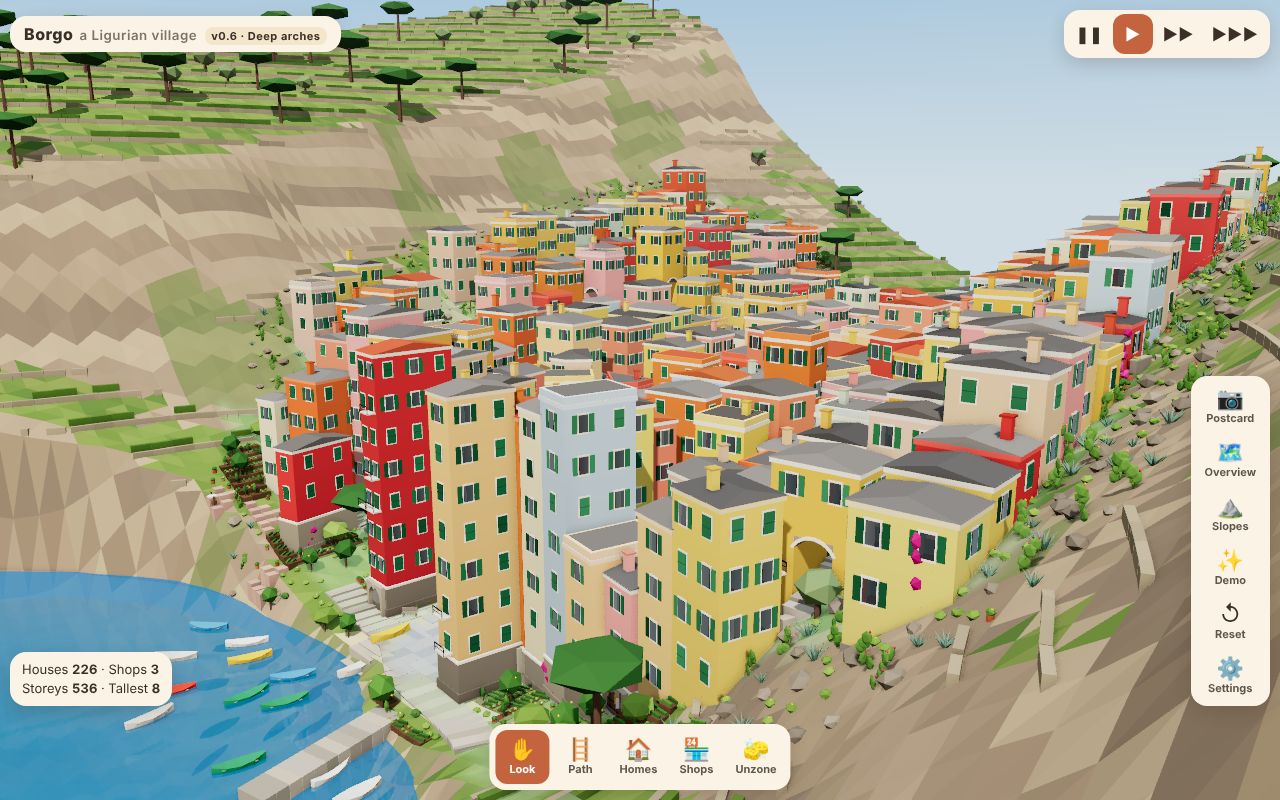 Borgo a Ligurian village v0.6 · Deep arches
Postcard
Overview
Slopes
Demo
Reset
Settings
Houses 226 · Shops 3
Storeys 536 · Tallest 8
Look
Path
Homes
24
Shops
Unzone